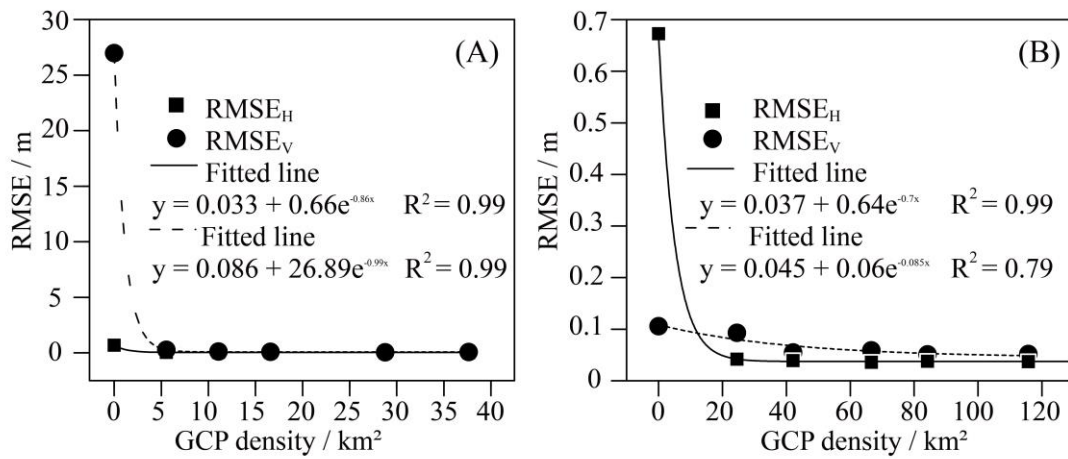 (A)
RMSE / m
30
25
20
15
10
5
0
RMSE_H
RMSE_V
Fitted line
y = 0.033 + 0.66e^-0.86x R² = 0.99
Fitted line
y = 0.086 + 26.89e^-0.99x R² = 0.99
0 5 10 15 20 25 30 35 40
GCP density / km²
(B)
RMSE / m
0.7
0.6
0.5
0.4
0.3
0.2
0.1
0
RMSE_H
RMSE_V
Fitted line
y = 0.037 + 0.64e^-0.7x R² = 0.99
Fitted line
y = 0.045 + 0.06e^-0.085x R² = 0.79
0 20 40 60 80 100 120
GCP density / km²